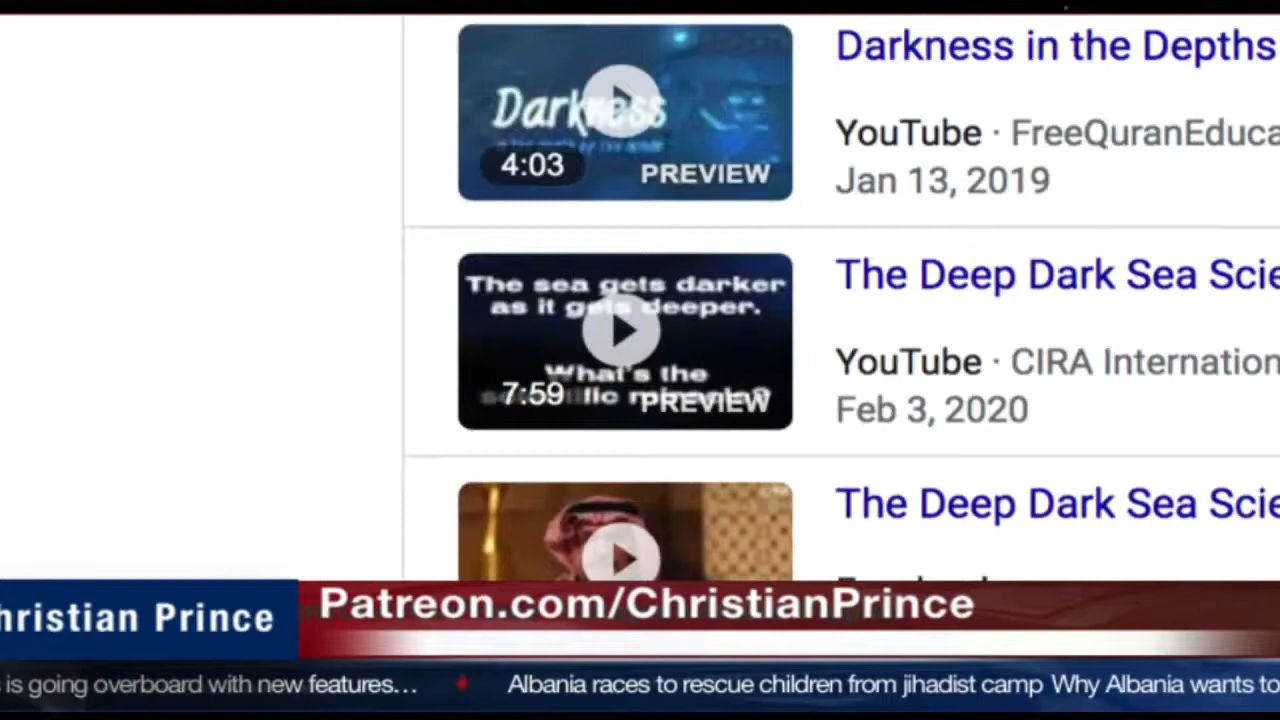 Darkness in the Depths
Darkness
4:03
PREVIEW
YouTube · FreeQuranEduca
Jan 13, 2019
The sea gets darker
as it gets deeper.
What's the
7:59
PREVIEW
The Deep Dark Sea Scie
YouTube · CIRA Internation
Feb 3, 2020
The Deep Dark Sea Scie
hristian Prince
Patreon.com/ChristianPrince
is going overboard with new features… Albania races to rescue children from jihadist camp Why Albania wants to